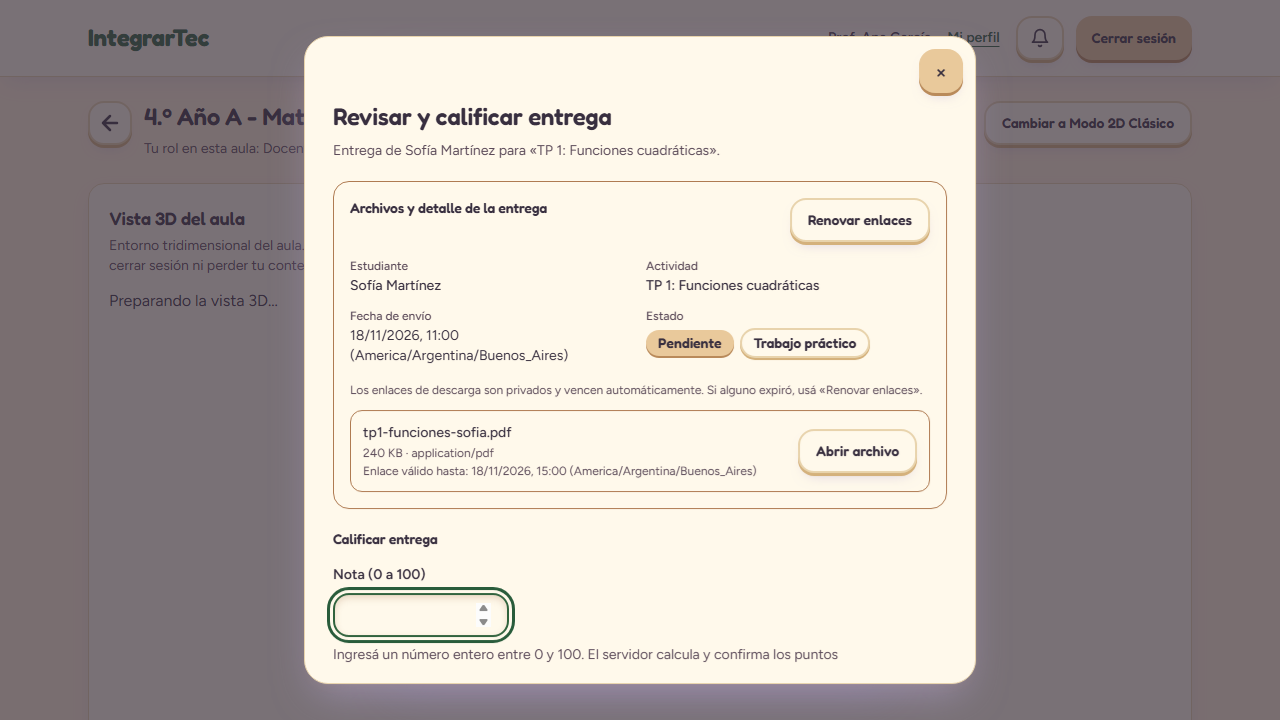 IntegrarTec
Prof. Ana García
Mi perfil
Cerrar sesión
4.º Año A - Mat
Tu rol en esta aula: Docen
Cambiar a Modo 2D Clásico
Vista 3D del aula
Entorno tridimensional del aula.
cerrar sesión ni perder tu conte
Preparando la vista 3D...
×
Revisar y calificar entrega
Entrega de Sofía Martínez para «TP 1: Funciones cuadráticas».
Archivos y detalle de la entrega
Renovar enlaces
Estudiante
Sofía Martínez
Actividad
TP 1: Funciones cuadráticas
Fecha de envío
18/11/2026, 11:00
(America/Argentina/Buenos_Aires)
Estado
Pendiente
Trabajo práctico
Los enlaces de descarga son privados y vencen automáticamente. Si alguno expiró, usá «Renovar enlaces».
tp1-funciones-sofia.pdf
240 KB · application/pdf
Enlace válido hasta: 18/11/2026, 15:00 (America/Argentina/Buenos_Aires)
Abrir archivo
Calificar entrega
Nota (0 a 100)
Ingresá un número entero entre 0 y 100. El servidor calcula y confirma los puntos